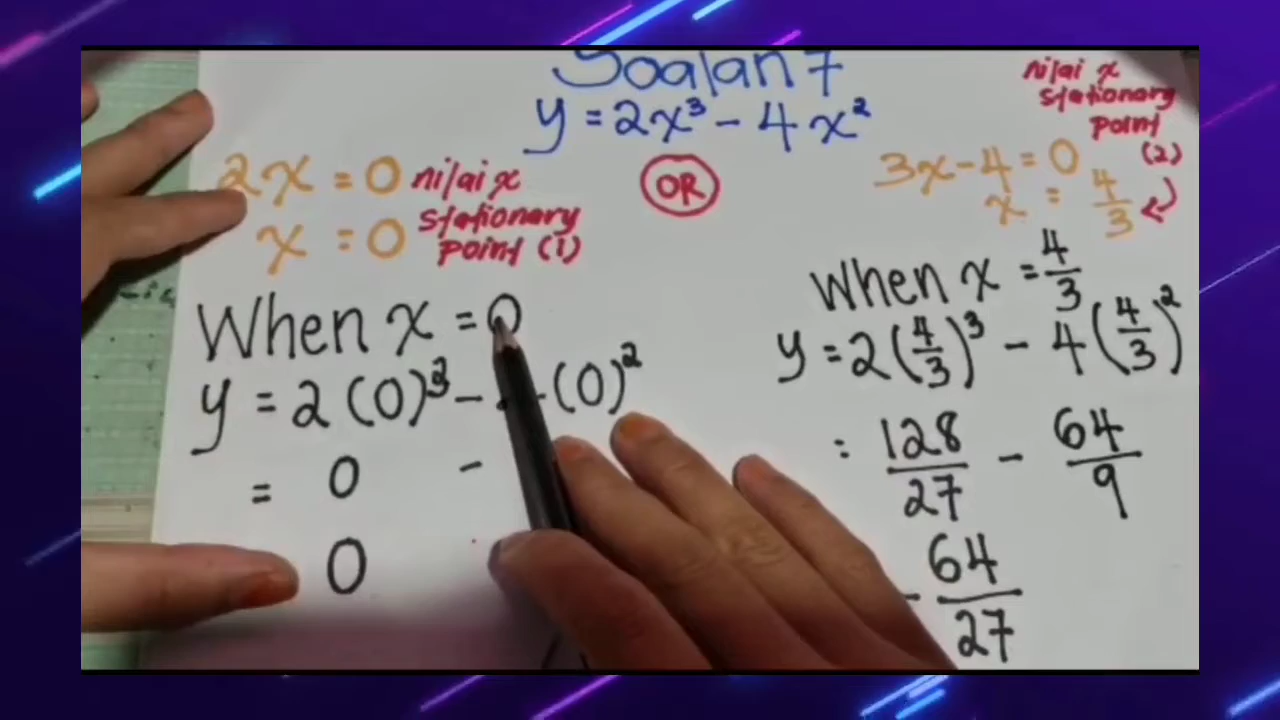 Soalan 7
y = 2x³ - 4x²
2x = 0 nilai x
x = 0 stationary
point (1)
OR
nilai x
stationary
point
(2)
3x - 4 = 0
x = 4/3
When x = 0
y = 2(0)³ - (0)²
= 0 -
0
When x = 4/3
y = 2(4/3)³ - 4(4/3)²
= 128/27 - 64/9
- 64/27